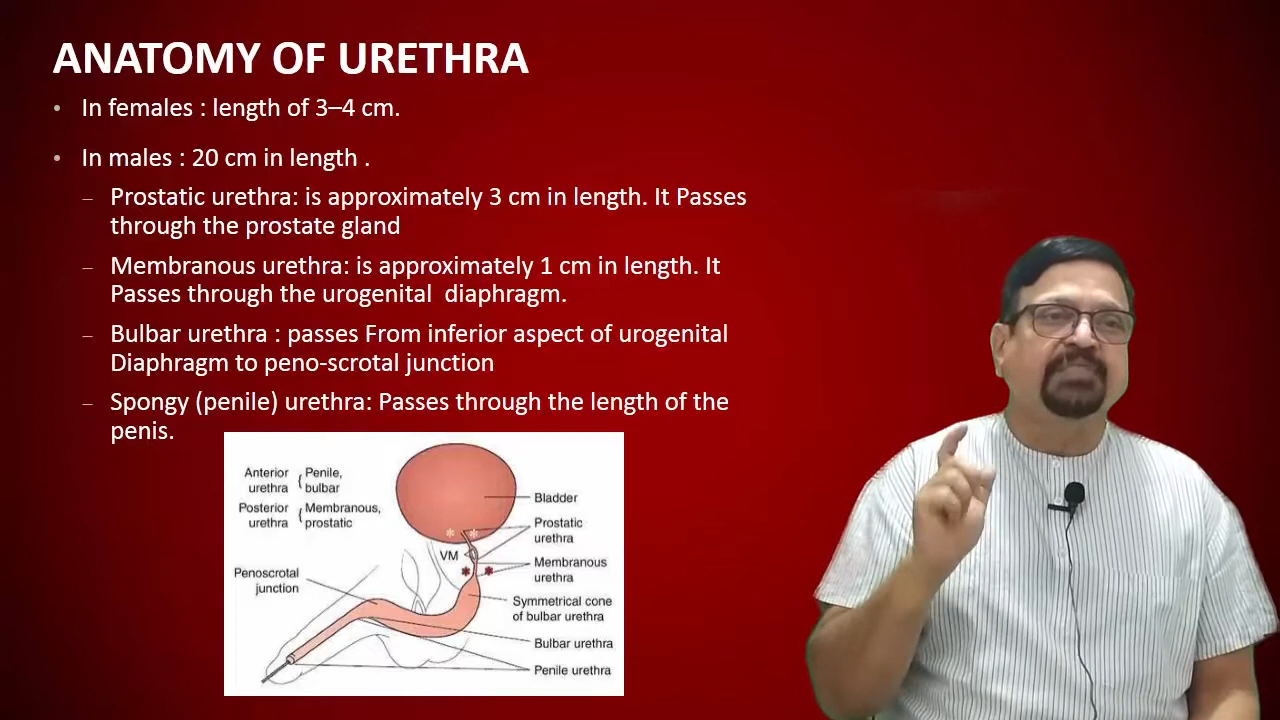 ANATOMY OF URETHRA
• In females : length of 3–4 cm.
• In males : 20 cm in length .
– Prostatic urethra: is approximately 3 cm in length. It Passes
through the prostate gland
– Membranous urethra: is approximately 1 cm in length. It
Passes through the urogenital diaphragm.
– Bulbar urethra : passes From inferior aspect of urogenital
Diaphragm to peno-scrotal junction
– Spongy (penile) urethra: Passes through the length of the
penis.
Anterior
urethra
{ Penile,
bulbar
Posterior
urethra
{ Membranous,
prostatic
Bladder
Prostatic
urethra
VM
Membranous
urethra
Penoscrotal
junction
Symmetrical cone
of bulbar urethra
Bulbar urethra
Penile urethra